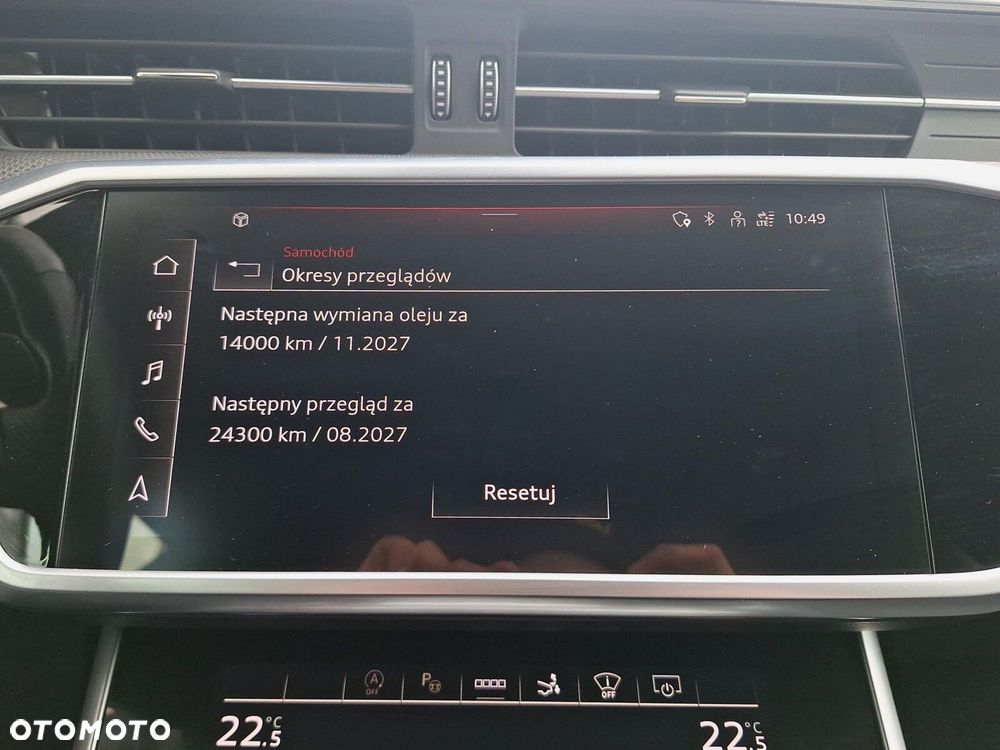 LTE 10:49
Samochód
Okresy przeglądów
Następna wymiana oleju za
14000 km / 11.2027
Następny przegląd za
24300 km / 08.2027
Resetuj
A
OFF
P
OFF
22.5 °C
22.5 °C
OTOMOTO